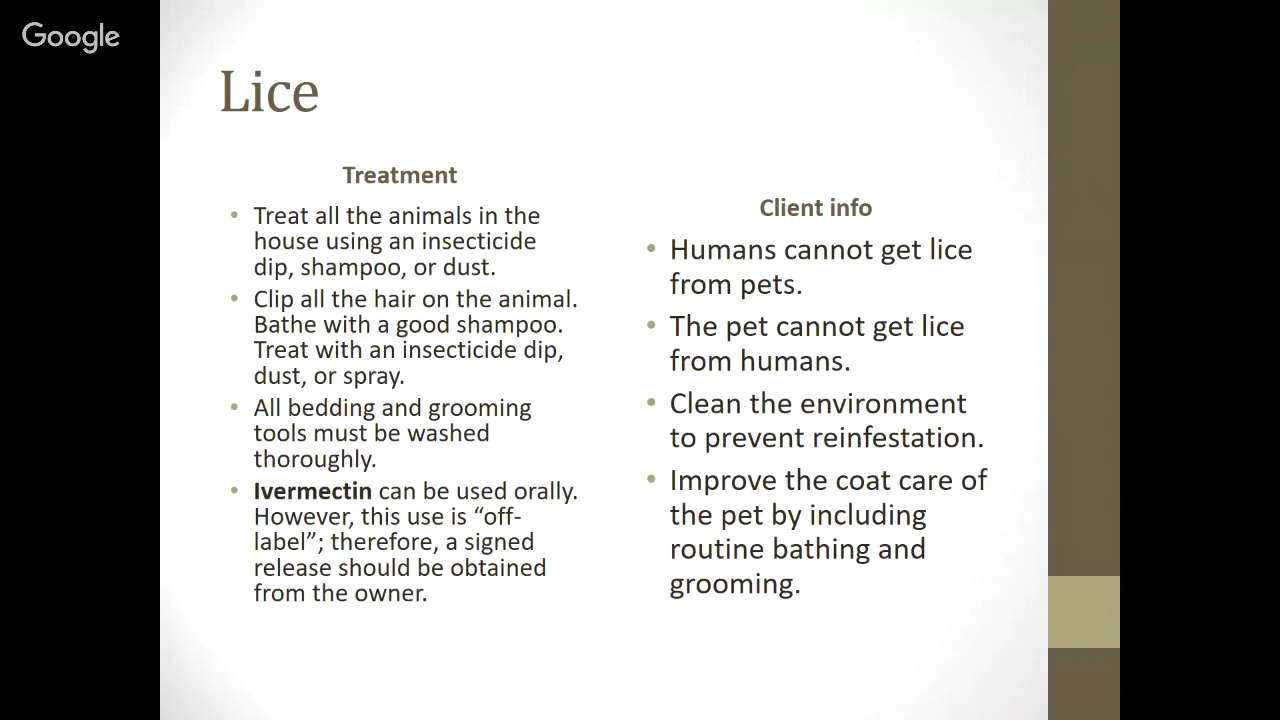 Google
Lice
Treatment
• Treat all the animals in the
house using an insecticide
dip, shampoo, or dust.
• Clip all the hair on the animal.
Bathe with a good shampoo.
Treat with an insecticide dip,
dust, or spray.
• All bedding and grooming
tools must be washed
thoroughly.
• Ivermectin can be used orally.
However, this use is “off-
label”; therefore, a signed
release should be obtained
from the owner.
Client info
• Humans cannot get lice
from pets.
• The pet cannot get lice
from humans.
• Clean the environment
to prevent reinfestation.
• Improve the coat care of
the pet by including
routine bathing and
grooming.